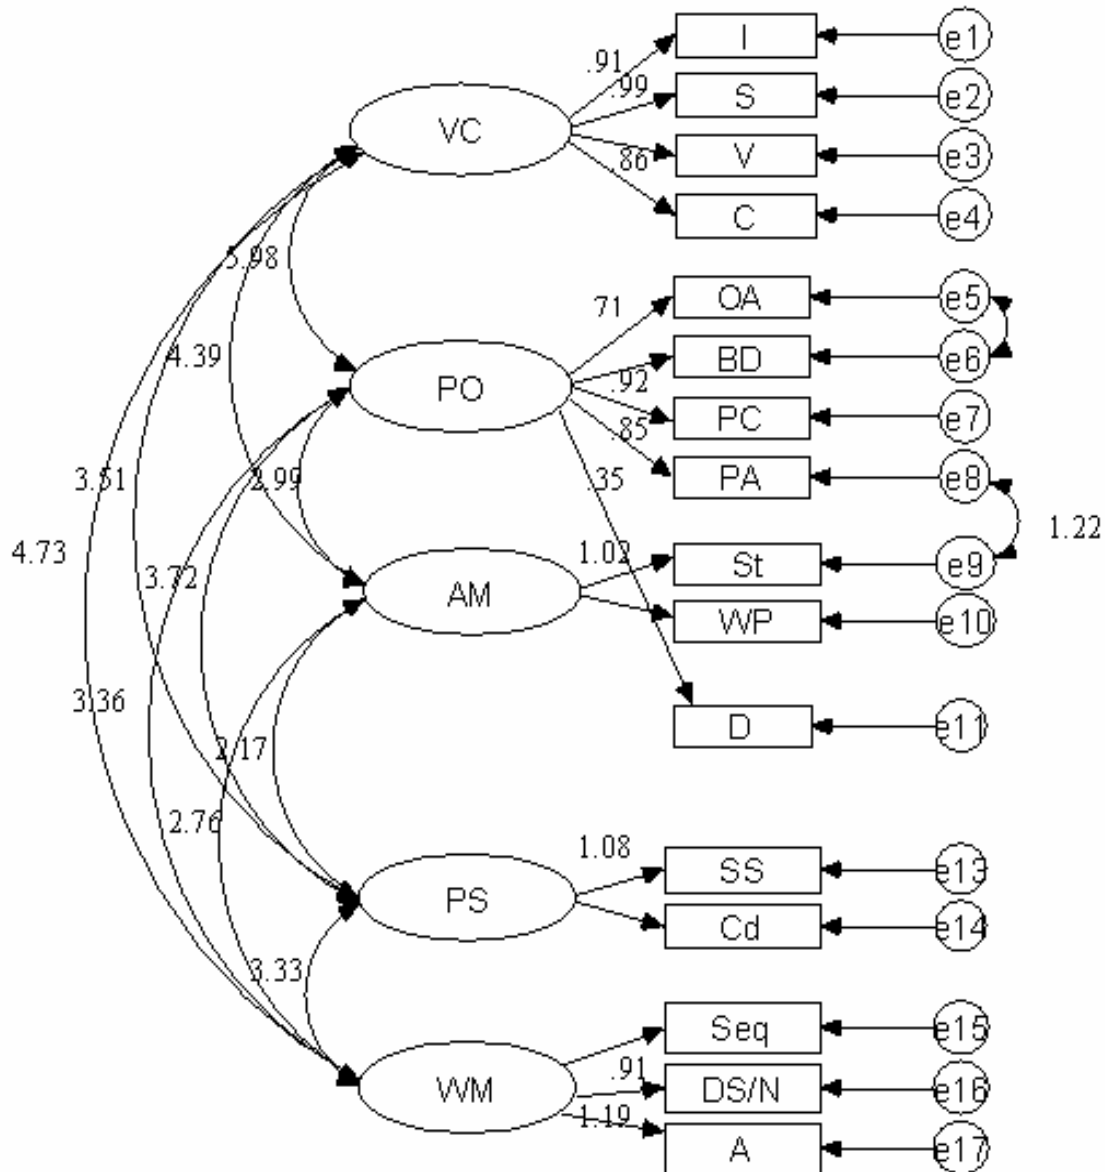 I
e1
.91
.99
S
e2
VC
V
e3
.86
C
e4
5.98
71
OA
e5
4.39
BD
e6
PO
.92
PC
e7
.85
3.51
2.99
.35
PA
e8
4.73
1.22
3.72
1.02
St
e9
AM
WP
e10
3.36
D
e11
2.17
2.76
1.08
SS
e13
PS
Cd
e14
3.33
Seq
e15
WM
.91
DS/N
e16
1.19
A
e17